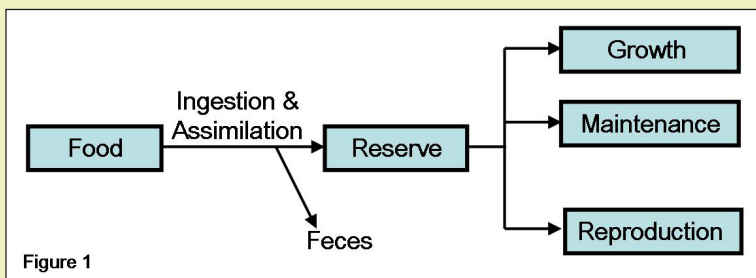 Growth
Ingestion &
Assimilation
Maintenance
Food
Reserve
Feces
Reproduction
Figure 1